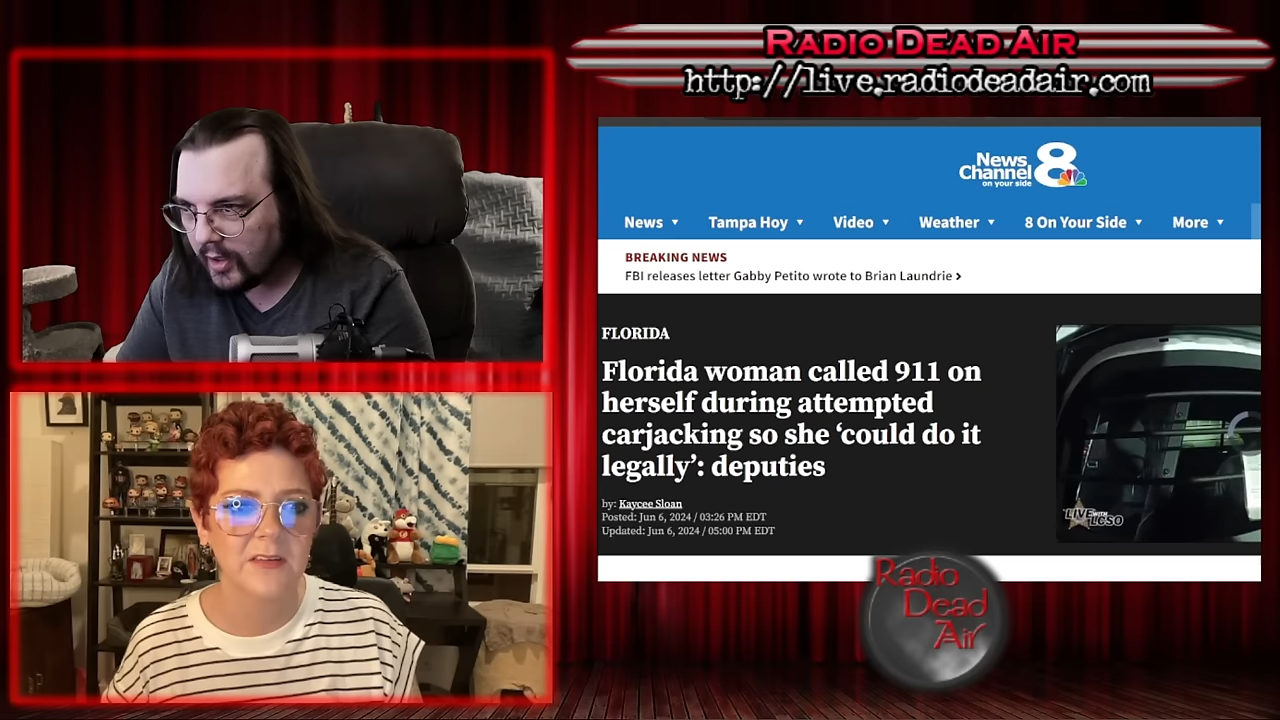 RADIO DEAD AIR
http://live.radiodeadair.com
News
Channel
8
on your side
News
Tampa Hoy
Video
Weather
8 On Your Side
More
BREAKING NEWS
FBI releases letter Gabby Petito wrote to Brian Laundrie
FLORIDA
Florida woman called 911 on
herself during attempted
carjacking so she ‘could do it
legally’: deputies
by: Kaycee Sloan
Posted: Jun 6, 2024 / 03:26 PM EDT
Updated: Jun 6, 2024 / 05:00 PM EDT
LIVE WITH
LCSO
Radio
Dead
Air